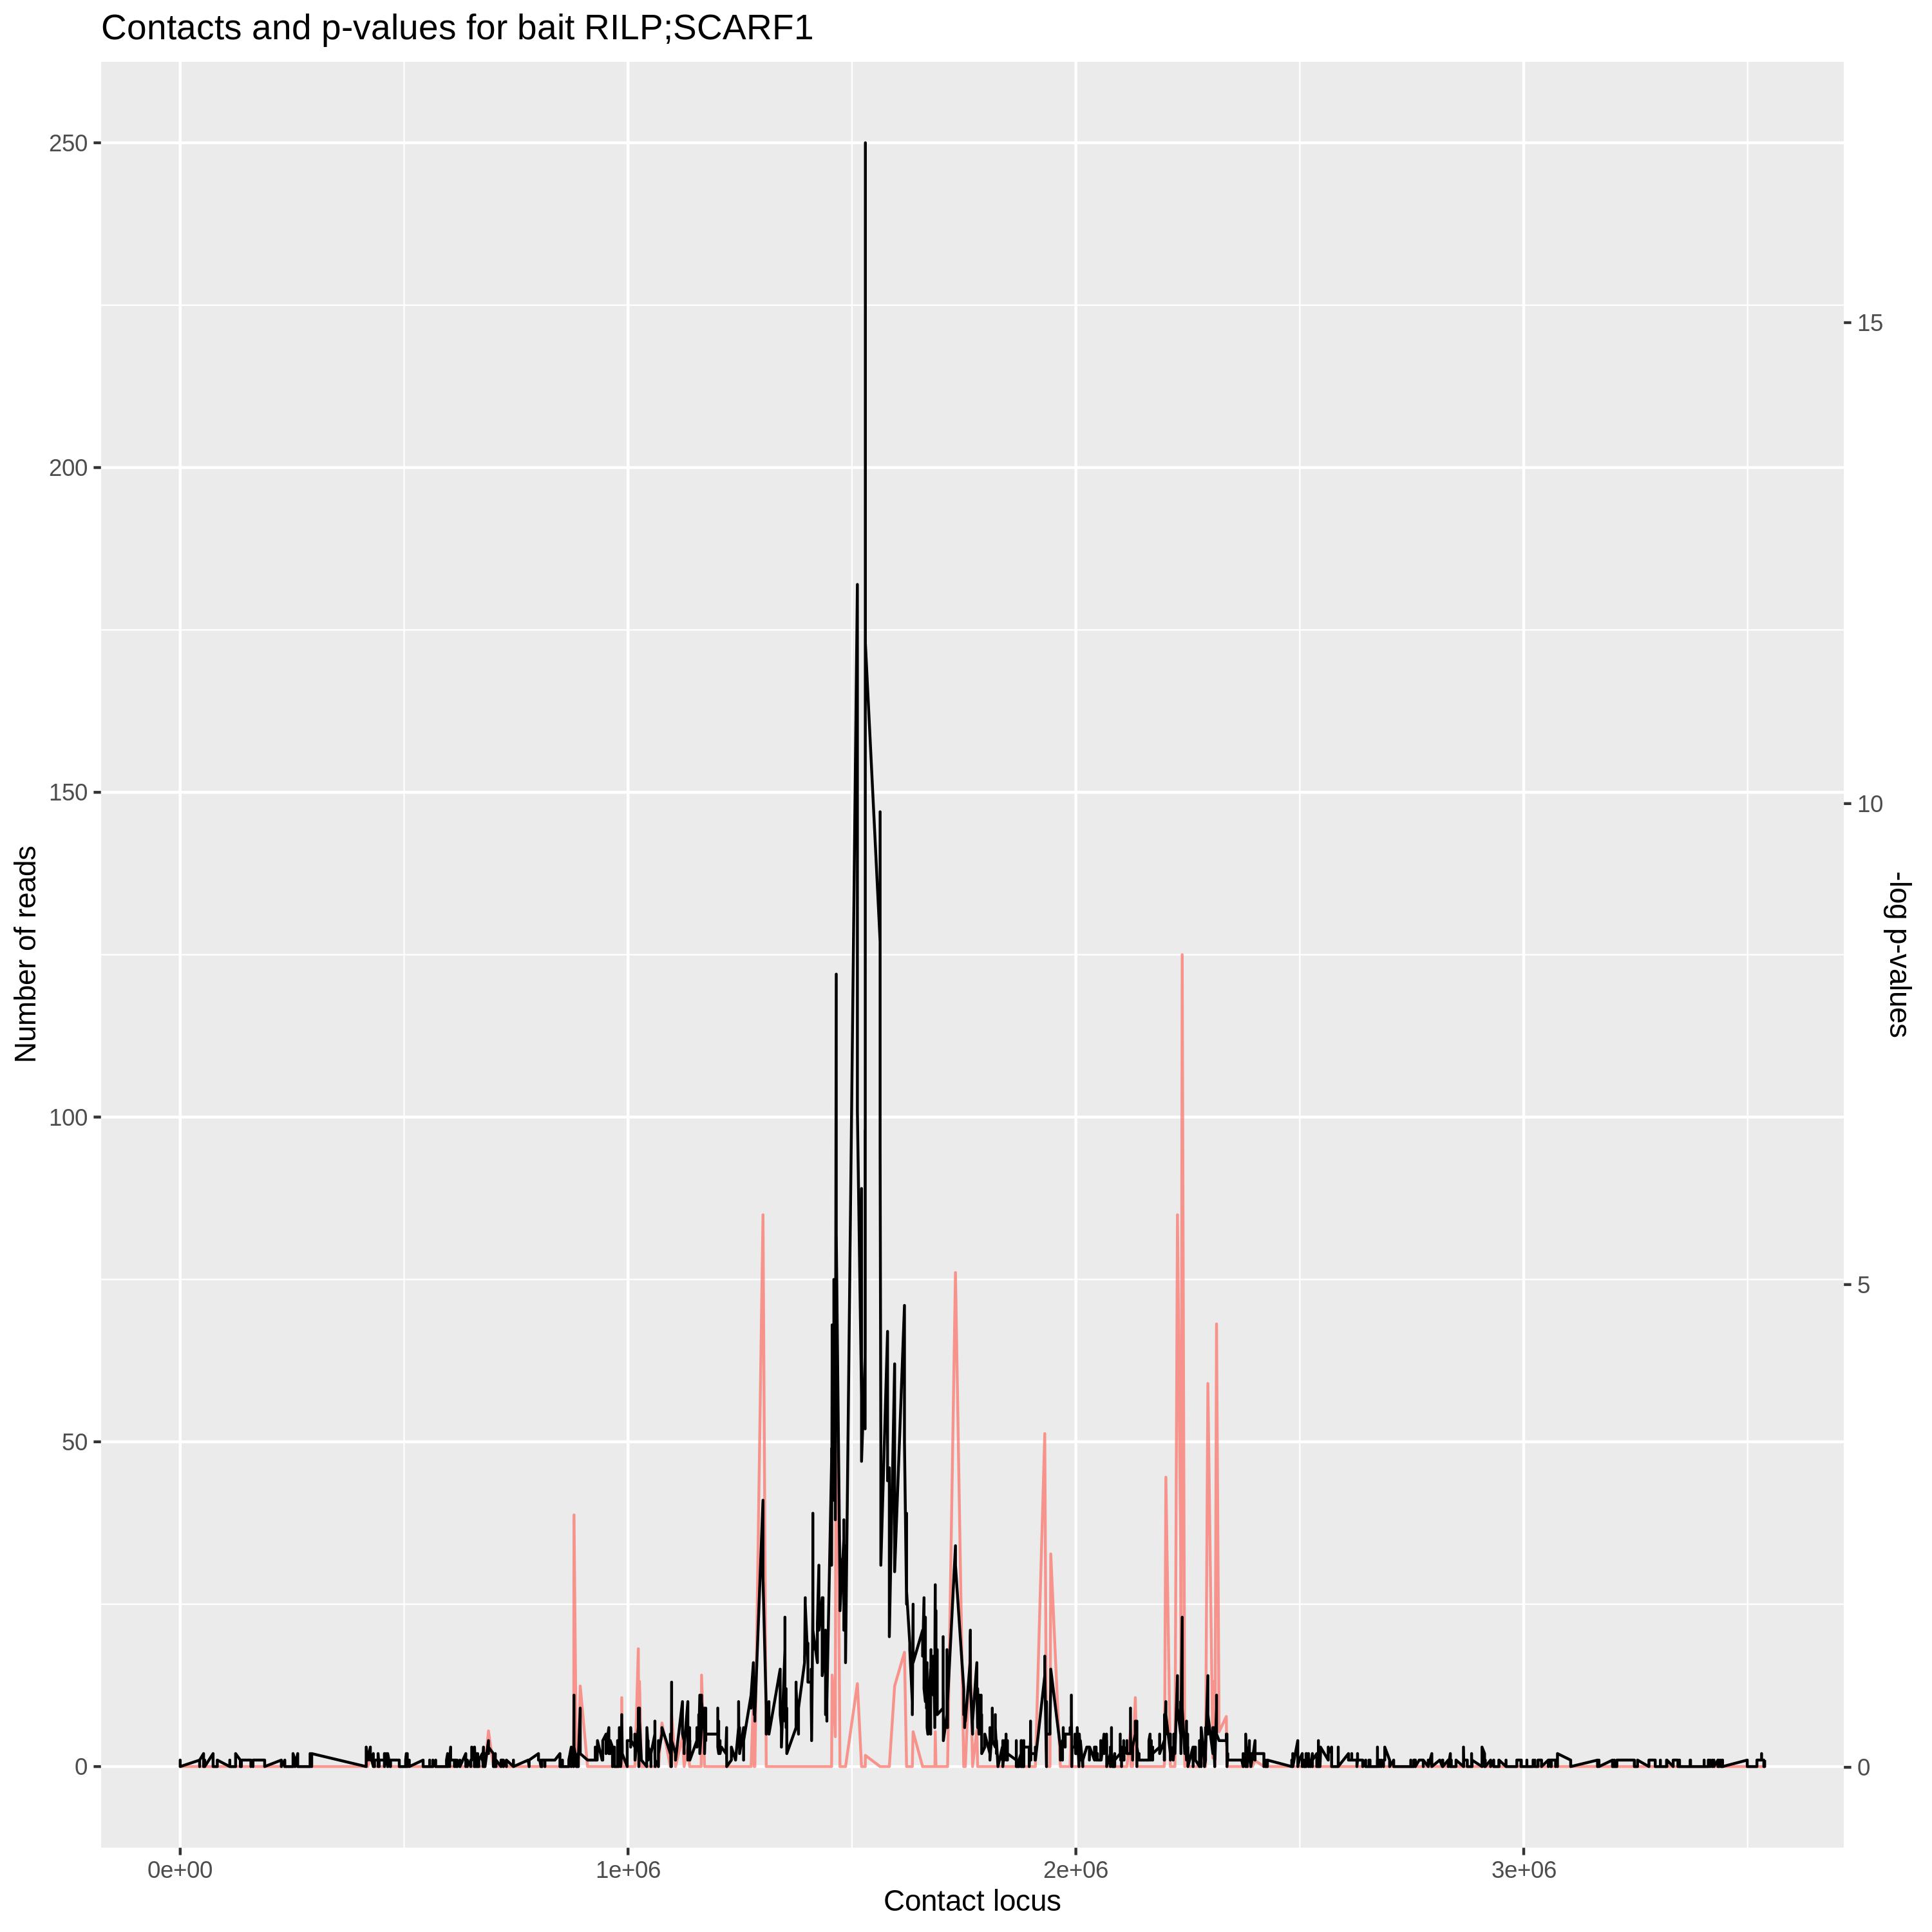 Contacts and p-values for bait RILP;SCARF1
250
200
150
100
50
0
Number of reads
15
10
5
0
-log p-values
0e+00
1e+06
2e+06
3e+06
Contact locus